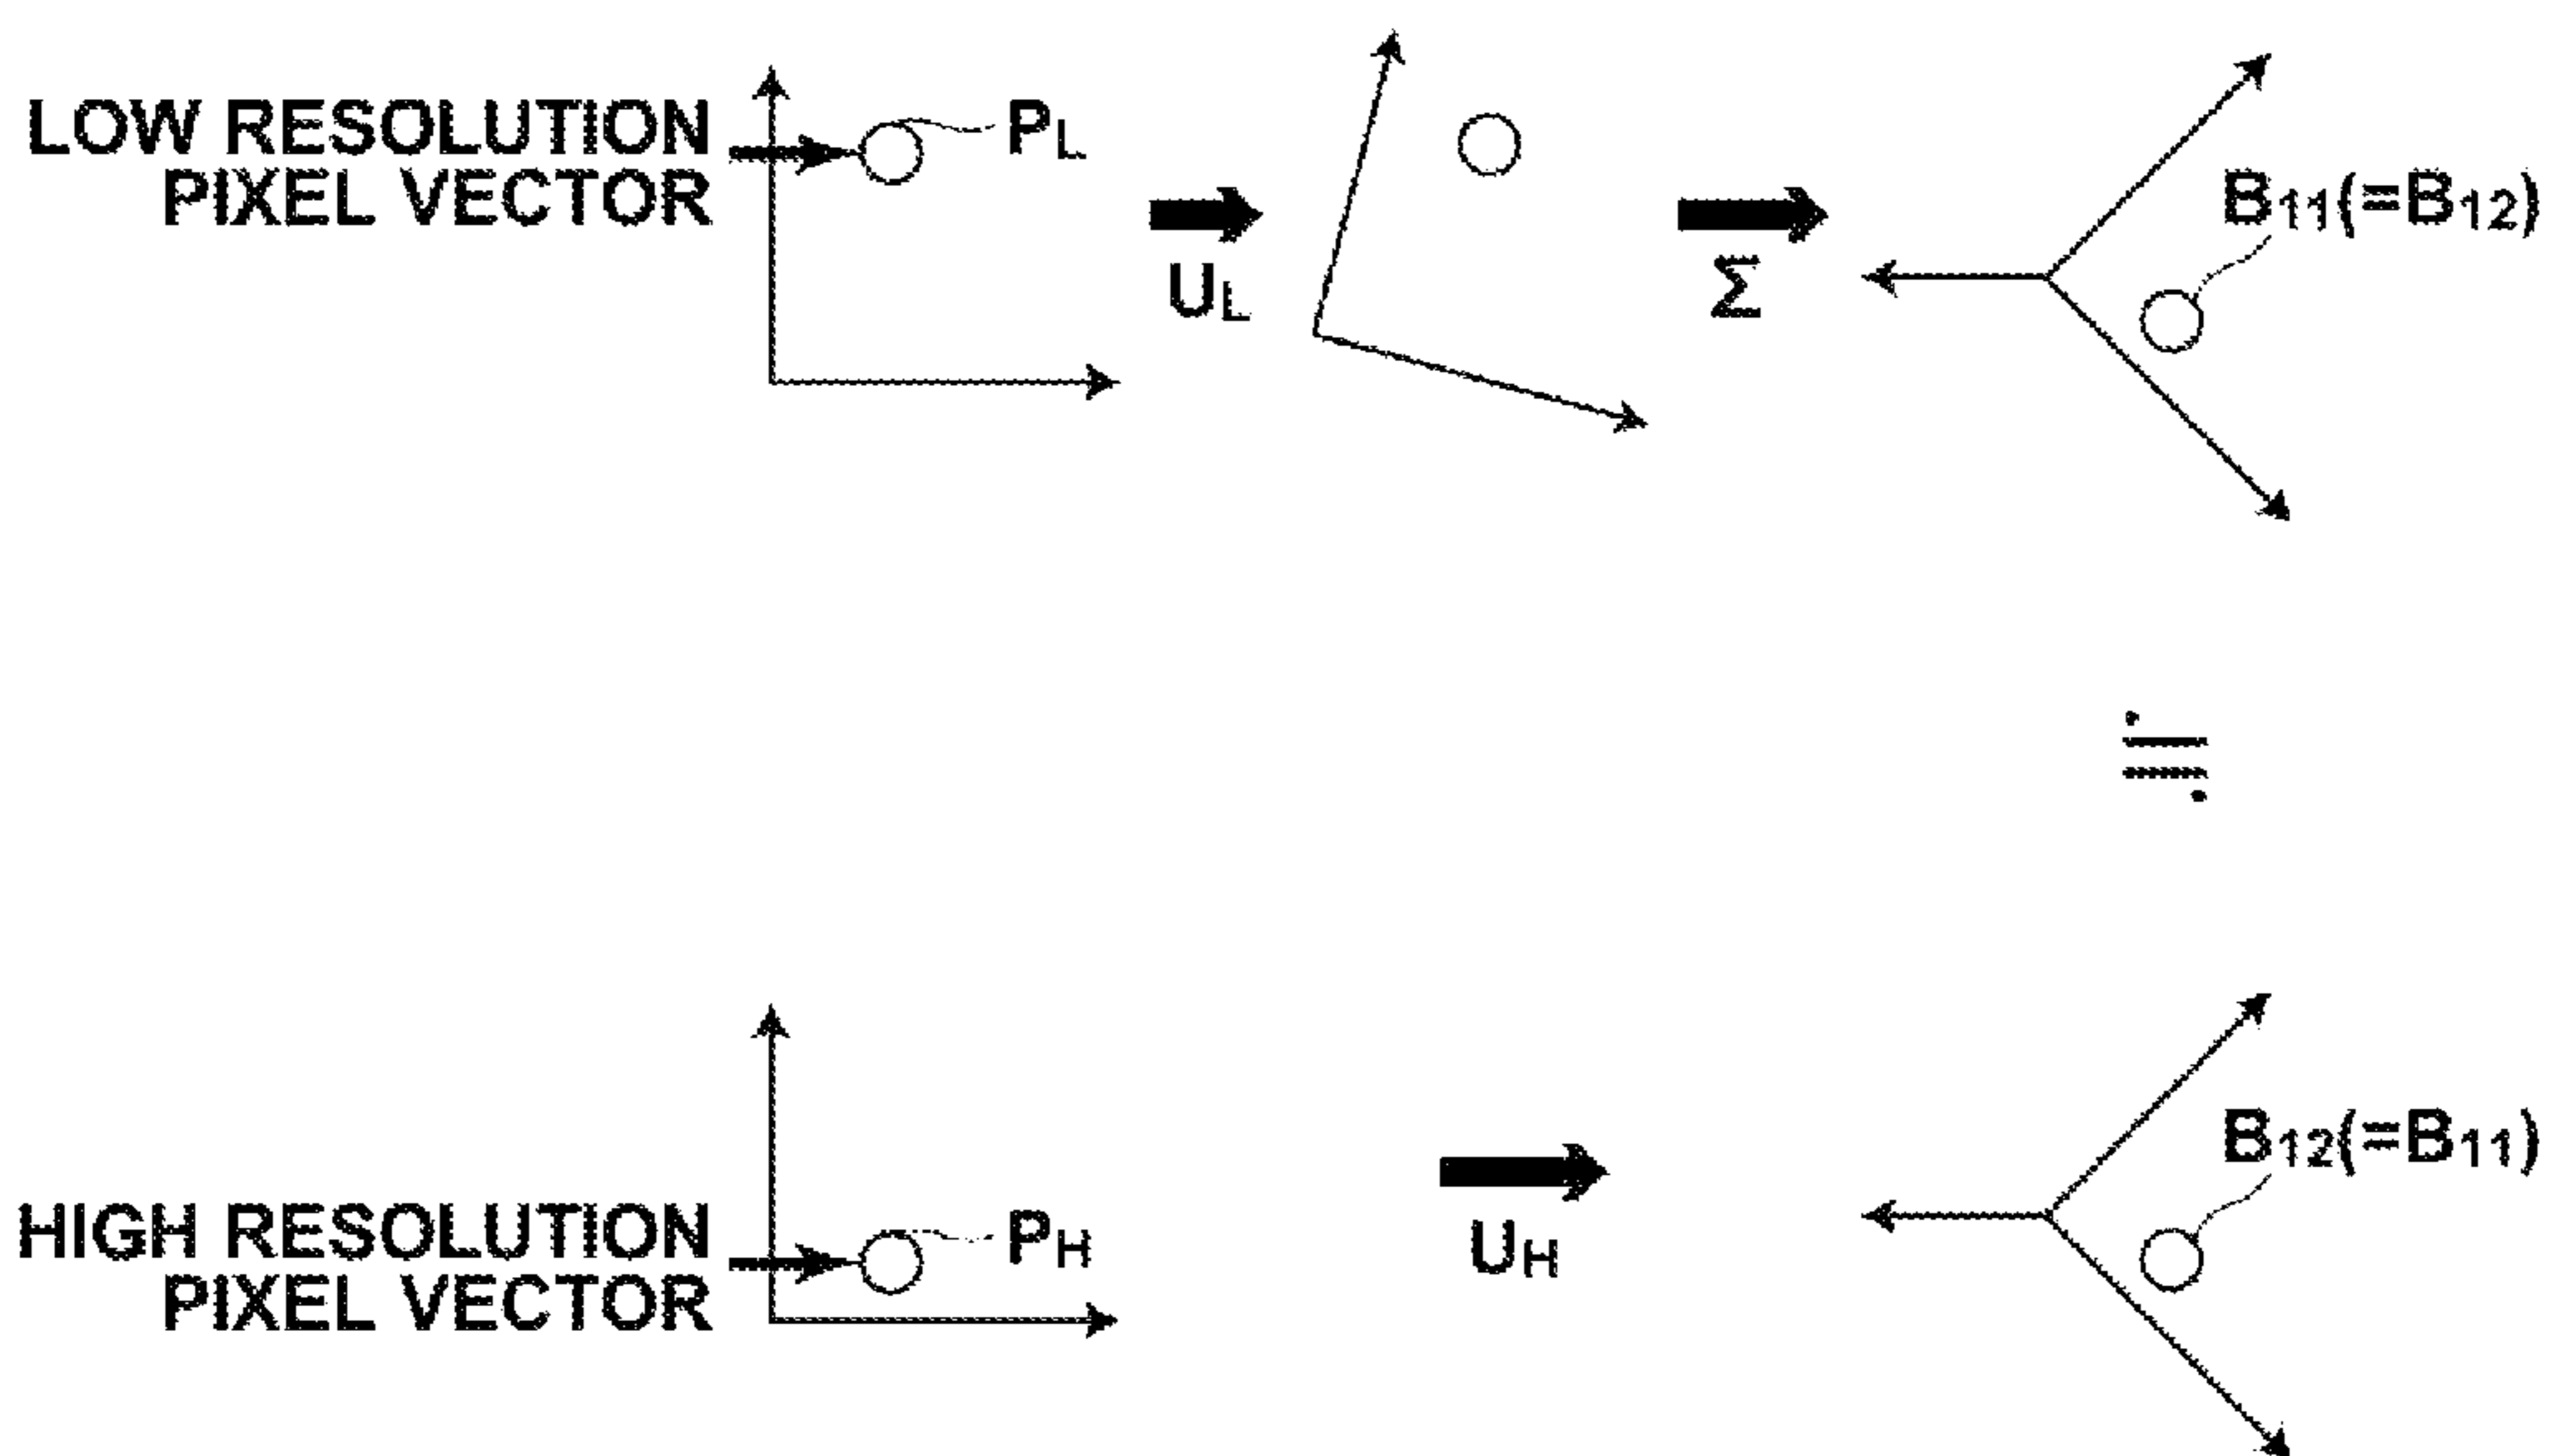 LOW RESOLUTION
PIXEL VECTOR
PL
UL
Σ
B11(=B12)
≒
HIGH RESOLUTION
PIXEL VECTOR
PH
UH
B12(=B11)